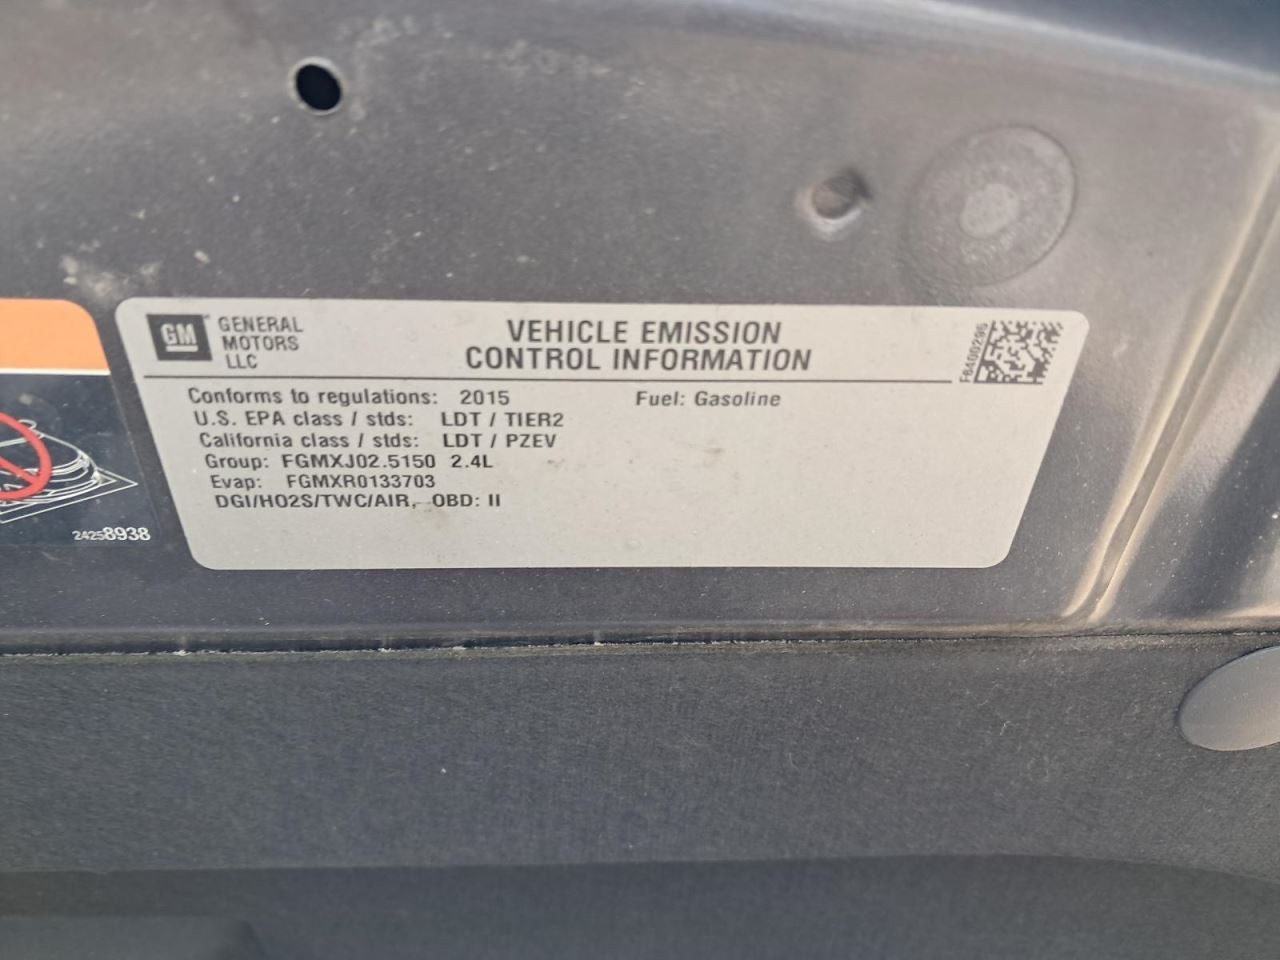 GM
GENERAL
MOTORS
LLC
VEHICLE EMISSION
CONTROL INFORMATION
F6400296
Conforms to regulations: 2015 Fuel: Gasoline
U.S. EPA class / stds: LDT / TIER2
California class / stds: LDT / PZEV
Group: FGMXJ02.5150 2.4L
Evap: FGMXR0133703
DGI/HO2S/TWC/AIR, OBD: II
24258938